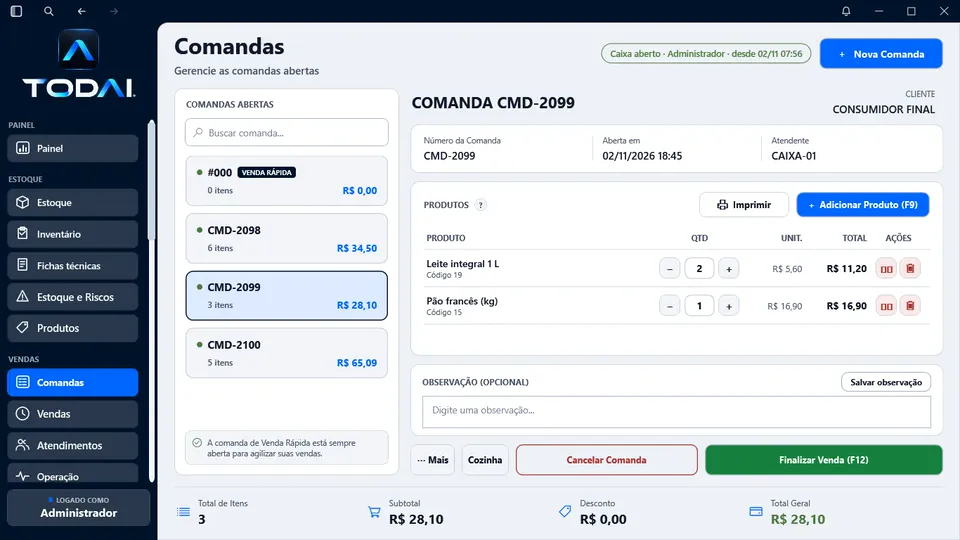 TODAI.
PAINEL
Painel
ESTOQUE
Estoque
Inventário
Fichas técnicas
Estoque e Riscos
Produtos
VENDAS
Comandas
Vendas
Atendimentos
Operação
LOGADO COMO
Administrador
Comandas
Gerencie as comandas abertas
Caixa aberto · Administrador · desde 02/11 07:56
+ Nova Comanda
COMANDAS ABERTAS
Buscar comanda...
#000 VENDA RÁPIDA
0 itens R$ 0,00
CMD-2098
6 itens R$ 34,50
CMD-2099
3 itens R$ 28,10
CMD-2100
5 itens R$ 65,09
A comanda de Venda Rápida está sempre
aberta para agilizar suas vendas.
COMANDA CMD-2099
CLIENTE
CONSUMIDOR FINAL
Número da Comanda Aberta em Atendente
CMD-2099 02/11/2026 18:45 CAIXA-01
PRODUTOS ? Imprimir + Adicionar Produto (F9)
PRODUTO QTD UNIT. TOTAL AÇÕES
Leite integral 1 L
Código 19
− 2 + R$ 5,60 R$ 11,20
Pão francês (kg)
Código 15
− 1 + R$ 16,90 R$ 16,90
OBSERVAÇÃO (OPCIONAL) Salvar observação
Digite uma observação...
··· Mais Cozinha Cancelar Comanda Finalizar Venda (F12)
Total de Itens Subtotal Desconto Total Geral
3 R$ 28,10 R$ 0,00 R$ 28,10